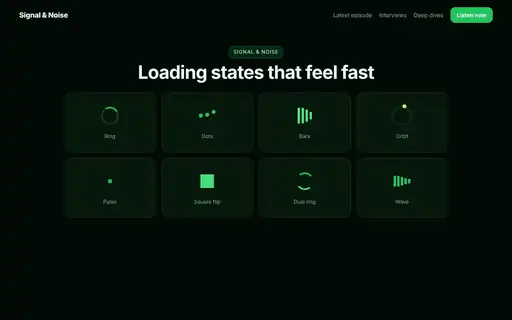 Signal & Noise
Latest episode
Interviews
Deep dives
Listen now
SIGNAL & NOISE
Loading states that feel fast
Ring
Dots
Bars
Orbit
Pulse
Square flip
Dual ring
Wave